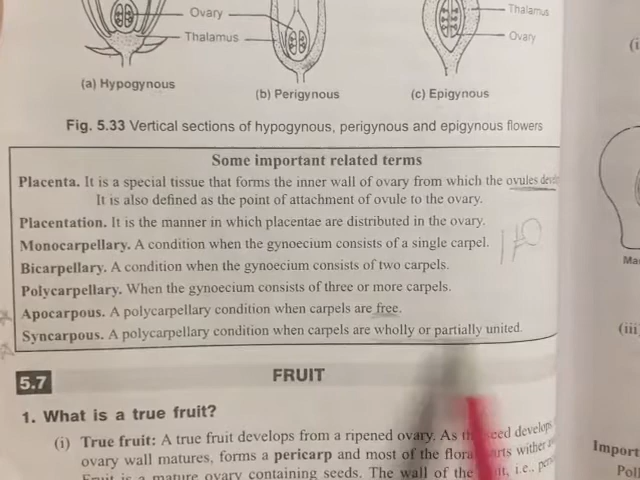 Ovary
Thalamus
Thalamus
Ovary
(a) Hypogynous
(b) Perigynous
(c) Epigynous
Fig. 5.33 Vertical sections of hypogynous, perigynous and epigynous flowers
Some important related terms
Placenta. It is a special tissue that forms the inner wall of ovary from which the ovules
It is also defined as the point of attachment of ovule to the ovary.
Placentation. It is the manner in which placentae are distributed in the ovary.
Monocarpellary. A condition when the gynoecium consists of a single carpel.
Bicarpellary. A condition when the gynoecium consists of two carpels.
Polycarpellary. When the gynoecium consists of three or more carpels.
Apocarpous. A polycarpellary condition when carpels are free.
Syncarpous. A polycarpellary condition when carpels are wholly or partially united.
5.7 FRUIT
1. What is a true fruit?
(i) True fruit: A true fruit develops from a ripened ovary. As seed develops
ovary wall matures, forms a pericarp and most of the wither
Fruit is a mature ovary containing seeds. The wall of the i.e.,
(i
Ma
(iii
Import
Poll